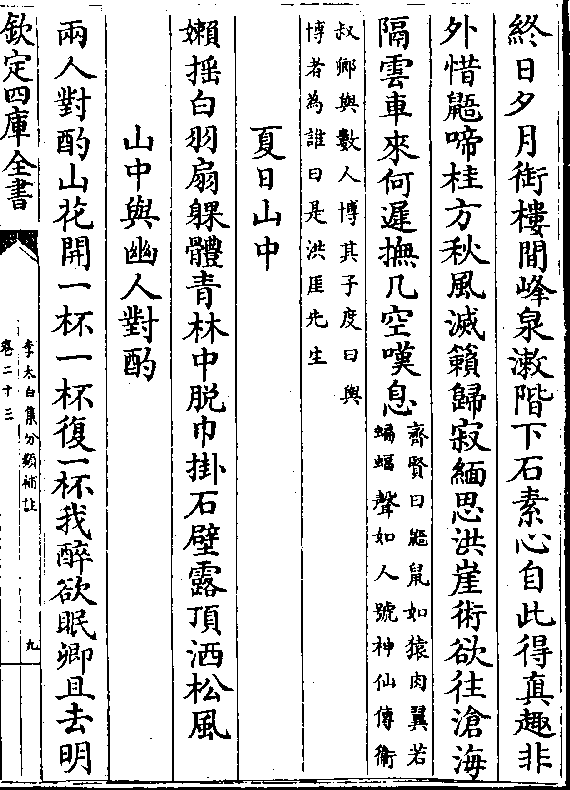 終日夕月銜樓間峰泉漱階下石素心自此得真趣非
外惜鼯啼桂方秋風滅籟歸寂緬思洪崖術欲往滄海
隔雲車來何遲撫几空嘆息
齊賢曰鼯鼠如猿肉翼若
蝙蝠聲如人號神仙傳衞
叔卿與數人博其子度曰與
博者為誰曰是洪厓先生
夏日山中
嬾揺白羽扇躶體青林中脱巾掛石壁露頂洒松風
山中與幽人對酌
兩人對酌山花開一杯一杯復一杯我醉欲眠卿且去明
欽定四庫全書
李太白集分類補註
卷二十三
九